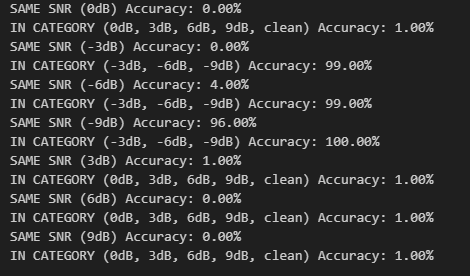 SAME SNR (0dB) Accuracy: 0.00%
IN CATEGORY (0dB, 3dB, 6dB, 9dB, clean) Accuracy: 1.00%
SAME SNR (-3dB) Accuracy: 0.00%
IN CATEGORY (-3dB, -6dB, -9dB) Accuracy: 99.00%
SAME SNR (-6dB) Accuracy: 4.00%
IN CATEGORY (-3dB, -6dB, -9dB) Accuracy: 99.00%
SAME SNR (-9dB) Accuracy: 96.00%
IN CATEGORY (-3dB, -6dB, -9dB) Accuracy: 100.00%
SAME SNR (3dB) Accuracy: 1.00%
IN CATEGORY (0dB, 3dB, 6dB, 9dB, clean) Accuracy: 1.00%
SAME SNR (6dB) Accuracy: 0.00%
IN CATEGORY (0dB, 3dB, 6dB, 9dB, clean) Accuracy: 1.00%
SAME SNR (9dB) Accuracy: 0.00%
IN CATEGORY (0dB, 3dB, 6dB, 9dB, clean) Accuracy: 1.00%